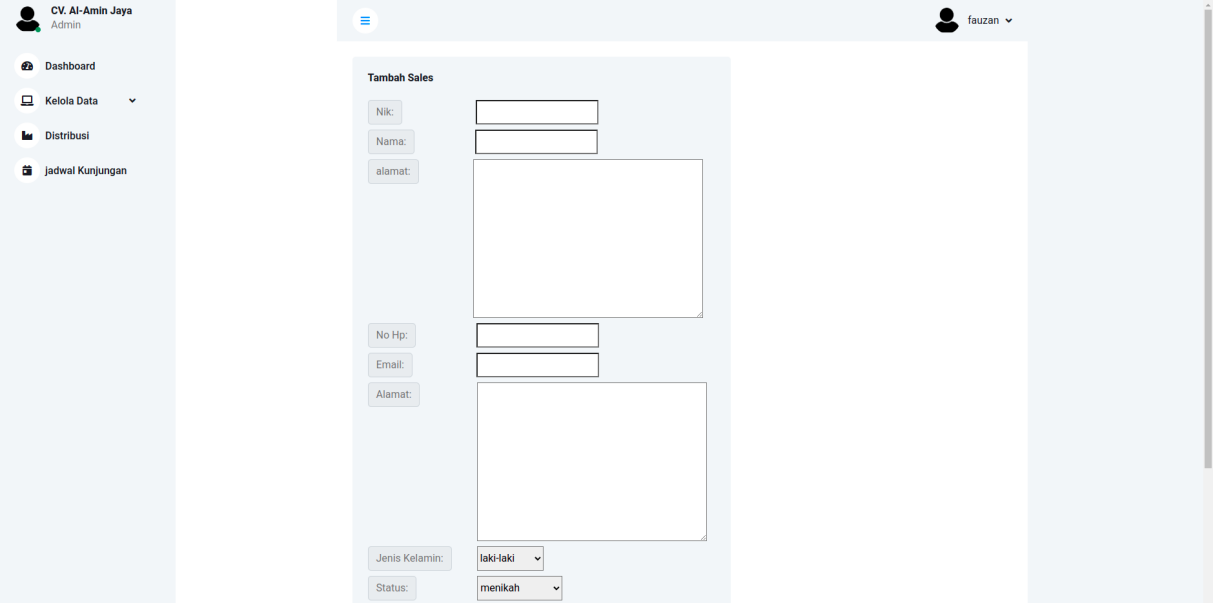 CV. Al-Amin Jaya
Admin
Dashboard
Kelola Data
Distribusi
jadwal Kunjungan
fauzan
Tambah Sales
Nik:
Nama:
alamat:
No Hp:
Email:
Alamat:
Jenis Kelamin: laki-laki
Status: menikah